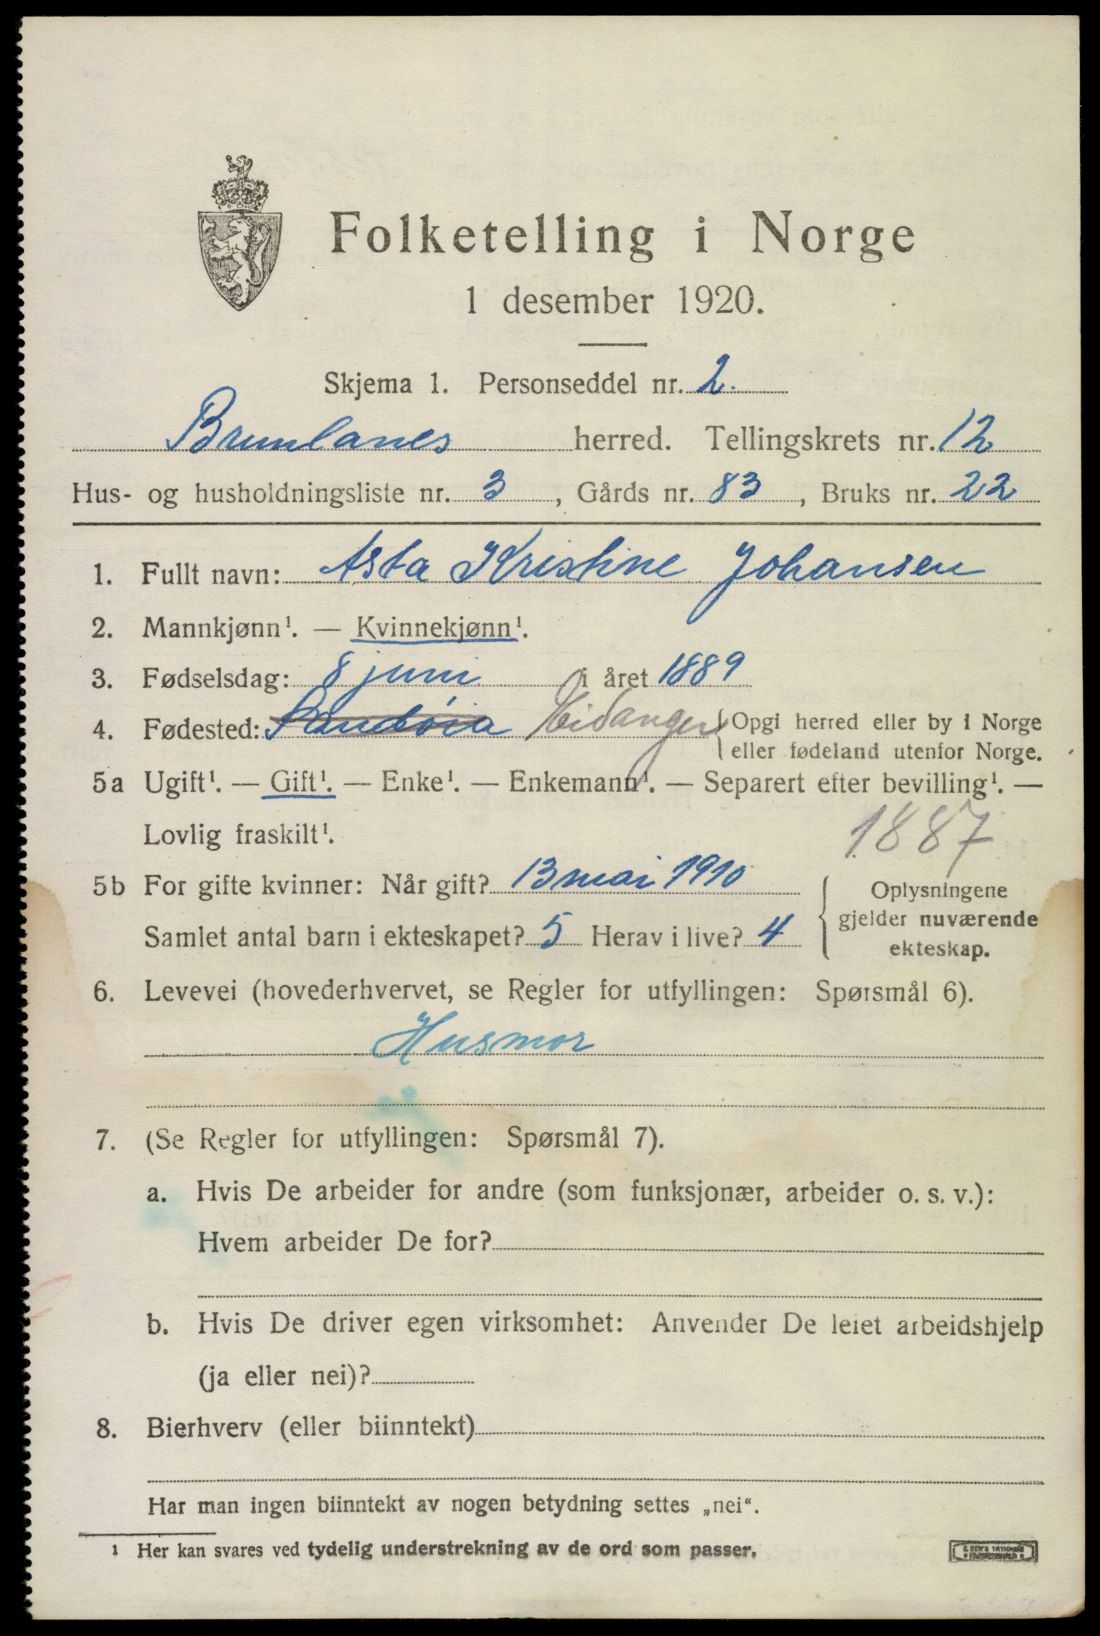 Folketelling i Norge
1 desember 1920.
Skjema 1. Personseddel nr. 2.
Brunlanes herred. Tellingskrets nr. 12
Hus- og husholdningsliste nr. 3, Gårds nr. 83, Bruks nr. 22
1. Fullt navn: Asta Kristine Johansen
2. Mannkjønn¹. — Kvinnekjønn¹.
3. Fødselsdag: 8 juni i året 1889
4. Fødested: Eidanger {Opgi herred eller by i Norge
eller fødeland utenfor Norge.
5a Ugift¹. — Gift¹. — Enke¹. — Enkemann¹. — Separert efter bevilling¹. —
Lovlig fraskilt¹.
1887
5b For gifte kvinner: Når gift? 13 mai 1910
Samlet antal barn i ekteskapet? 5 Herav i live? 4
{Oplysningene
gjelder nuværende
ekteskap.
6. Levevei (hovederhvervet, se Regler for utfyllingen: Spørsmål 6).
Husmor
7. (Se Regler for utfyllingen: Spørsmål 7).
a. Hvis De arbeider for andre (som funksjonær, arbeider o. s. v.):
Hvem arbeider De for?
b. Hvis De driver egen virksomhet: Anvender De leiet arbeidshjelp
(ja eller nei)?
8. Bierhverv (eller biinntekt)
Har man ingen biinntekt av nogen betydning settes „nei“.
¹ Her kan svares ved tydelig understrekning av de ord som passer.